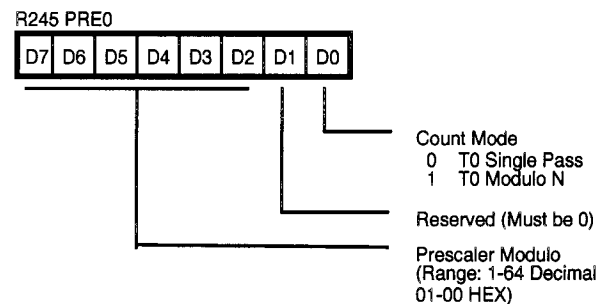 R245 PRE0
D7 D6 D5 D4 D3 D2 D1 D0
Count Mode
0 T0 Single Pass
1 T0 Modulo N
Reserved (Must be 0)
Prescaler Modulo
(Range: 1-64 Decimal
01-00 HEX)